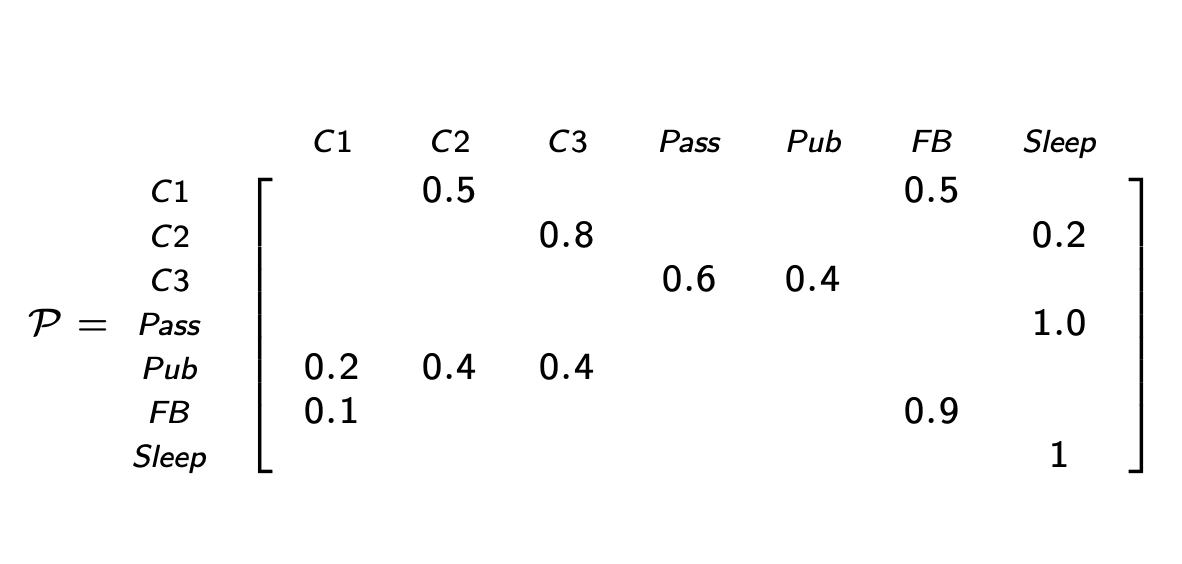 C1 C2 C3 Pass Pub FB Sleep
C1 0.5 0.5
C2 0.8 0.2
C3 0.6 0.4
𝒫 = Pass 1.0
Pub 0.2 0.4 0.4
FB 0.1 0.9
Sleep 1